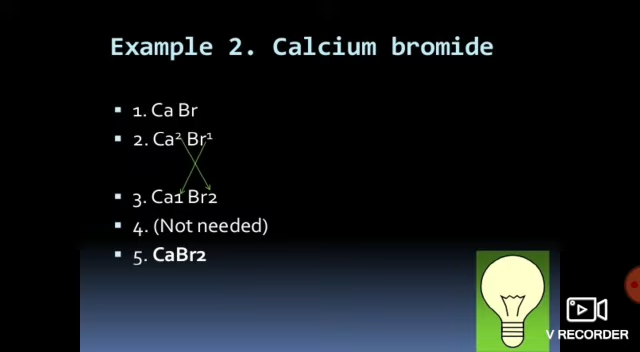 Example 2. Calcium bromide
▪ 1. Ca Br
▪ 2. Ca² Br¹
▪ 3. Ca1 Br2
▪ 4. (Not needed)
▪ 5. CaBr2
V RECORDER